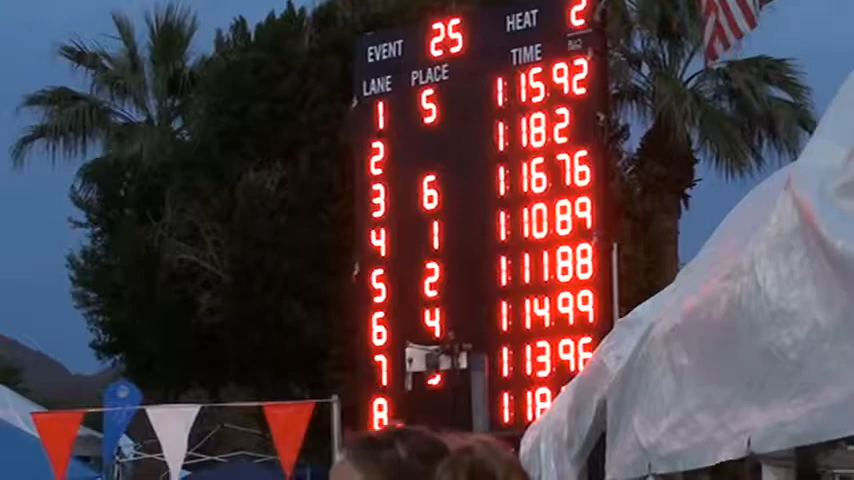 EVENT 25 HEAT 2
LANE PLACE TIME
1 5 1 15 92
2 1 18 2
3 6 1 16 76
4 1 1 10 89
5 2 1 11 88
6 4 1 14 99
7 3 1 13 96
8 1 18